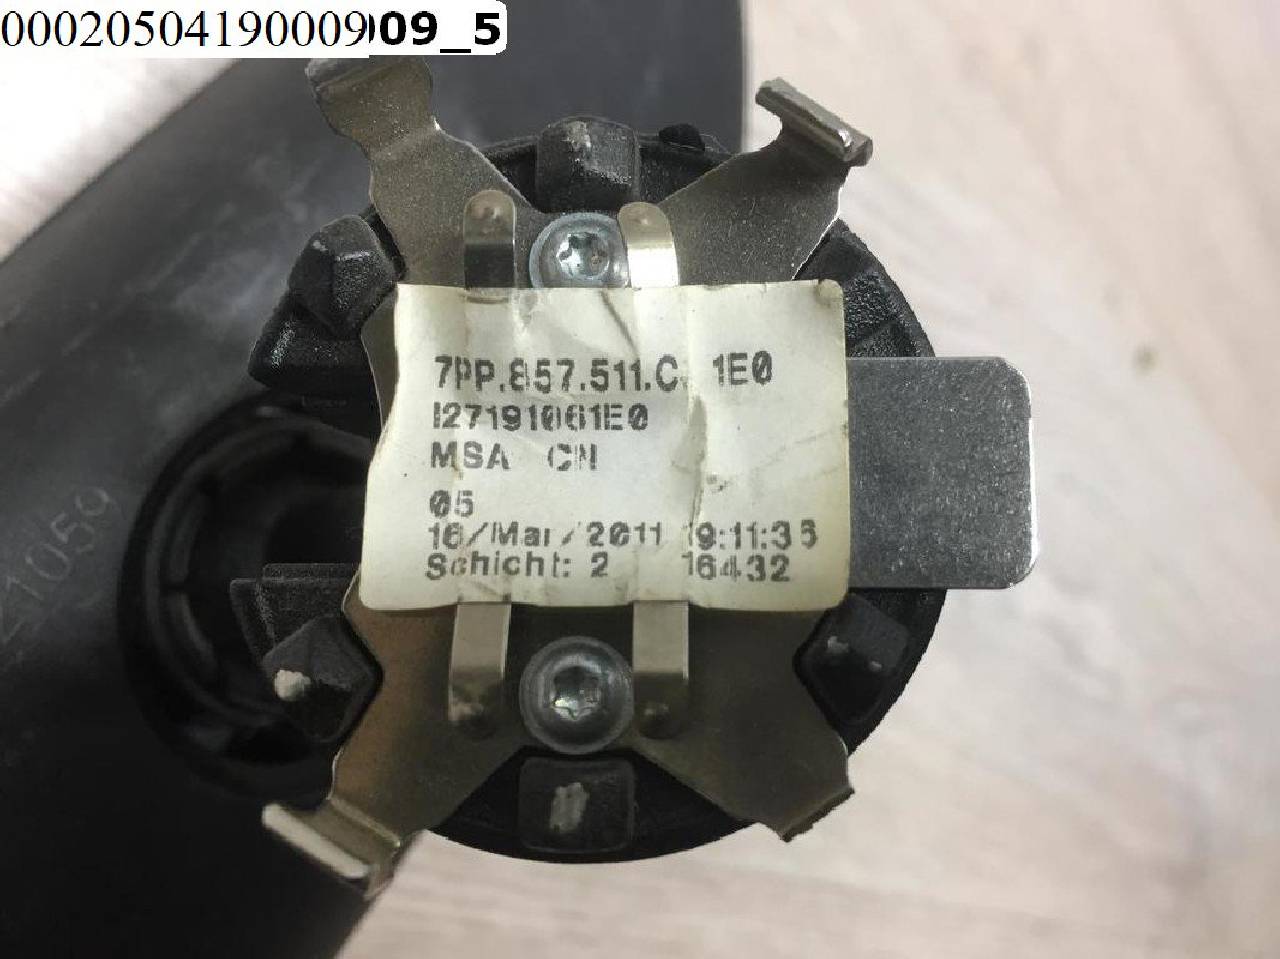 00020504190009
09_5
7PP.857.511.C. 1E0
I27191061E0
MSA CN
05
16/Mar/2011 19:11:36
Schicht: 2 16432
21059